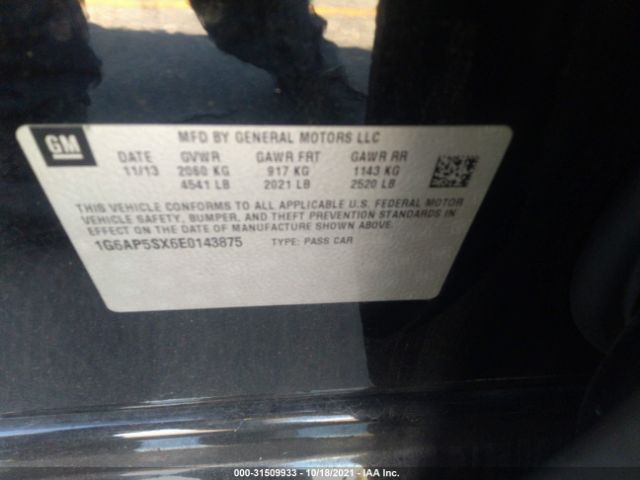 GM
MFD BY GENERAL MOTORS LLC
DATE GVWR GAWR FRT GAWR RR
11/13 2060 KG 917 KG 1143 KG
4541 LB 2021 LB 2520 LB
THIS VEHICLE CONFORMS TO ALL APPLICABLE U.S. FEDERAL MOTOR
VEHICLE SAFETY, BUMPER, AND THEFT PREVENTION STANDARDS
IN EFFECT ON THE DATE OF MANUFACTURE SHOWN ABOVE.
1G6AP5SX6E0143875 TYPE: PASS CAR
000-31509933 - 10/18/2021 - IAA Inc.